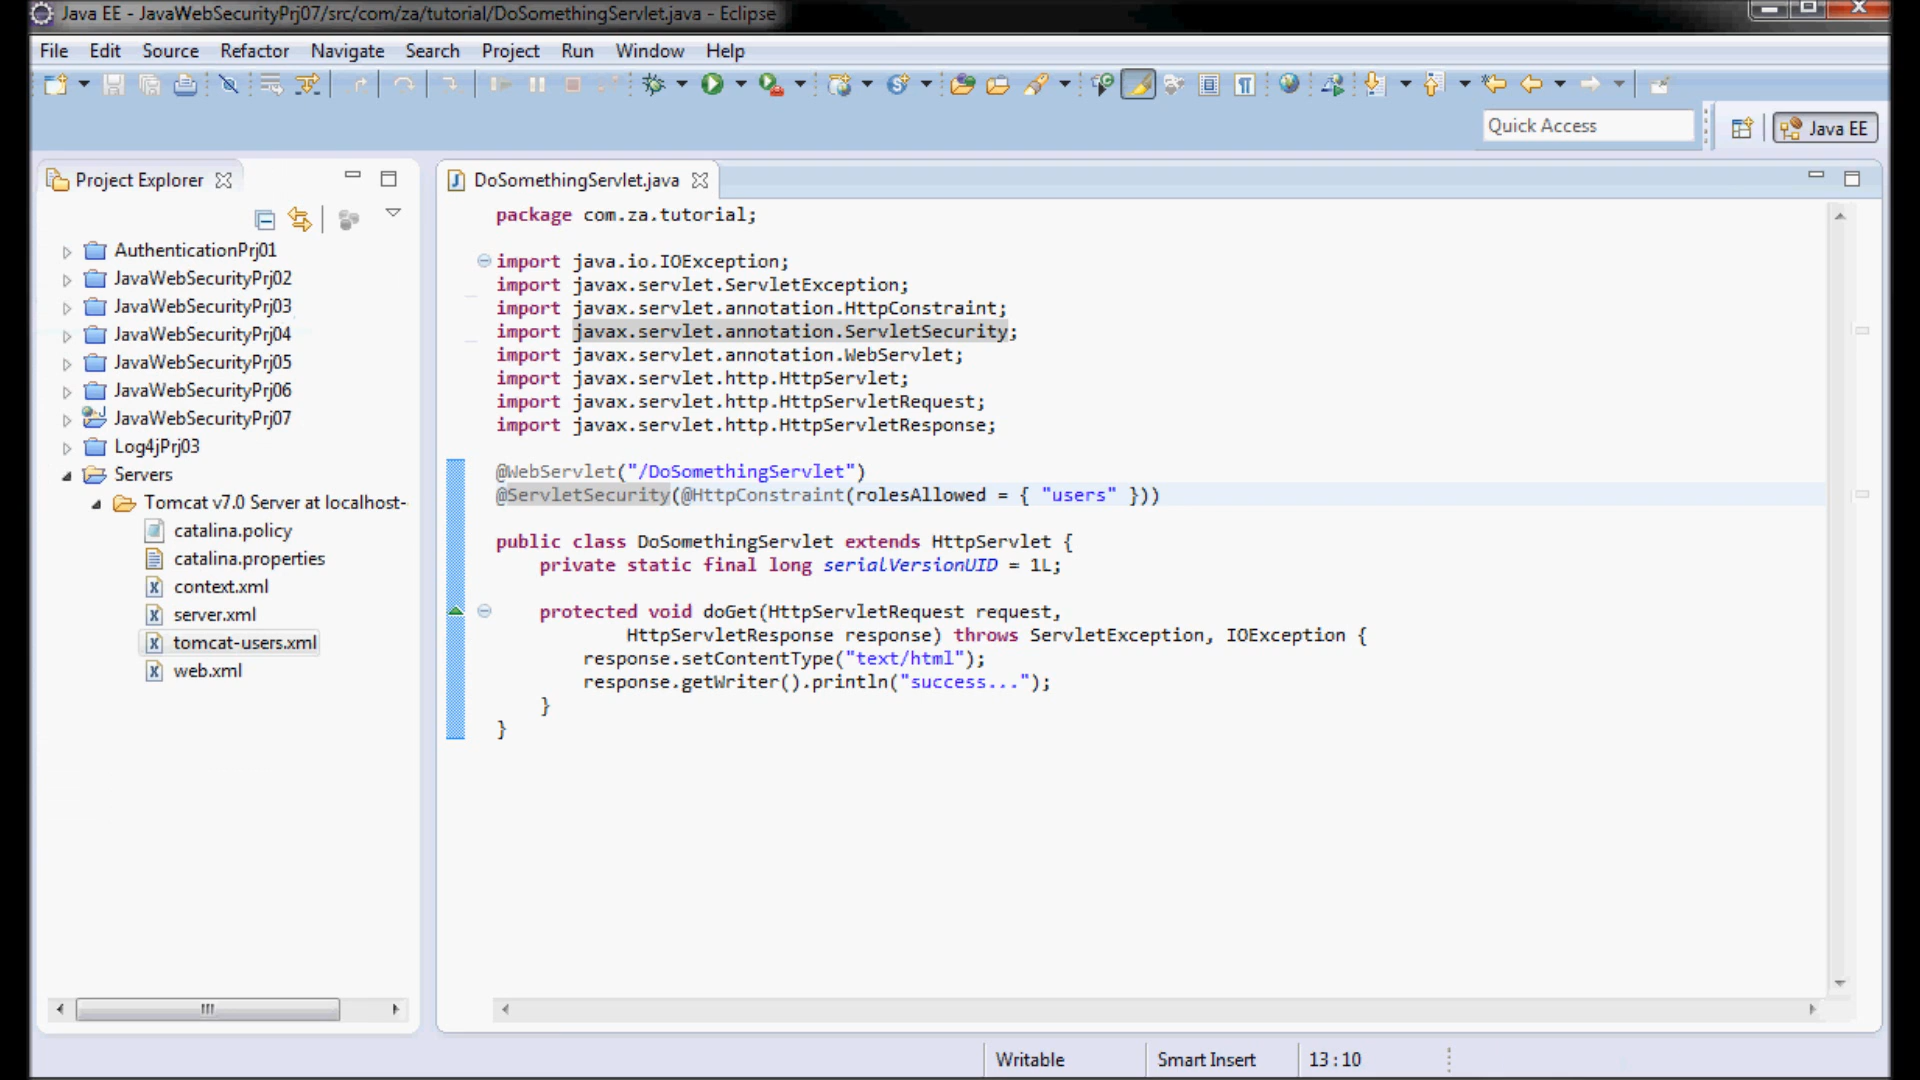 Java EE - JavaWebSecurityPrj07/src/com/za/tutorial/DoSomethingServlet.java - Eclipse
File Edit Source Refactor Navigate Search Project Run Window Help
Quick Access
Java EE
Project Explorer
AuthenticationPrj01
JavaWebSecurityPrj02
JavaWebSecurityPrj03
JavaWebSecurityPrj04
JavaWebSecurityPrj05
JavaWebSecurityPrj06
JavaWebSecurityPrj07
Log4jPrj03
Servers
Tomcat v7.0 Server at localhost-
catalina.policy
catalina.properties
context.xml
server.xml
tomcat-users.xml
web.xml
DoSomethingServlet.java
package com.za.tutorial;
import java.io.IOException;
import javax.servlet.ServletException;
import javax.servlet.annotation.HttpConstraint;
import javax.servlet.annotation.ServletSecurity;
import javax.servlet.annotation.WebServlet;
import javax.servlet.http.HttpServlet;
import javax.servlet.http.HttpServletRequest;
import javax.servlet.http.HttpServletResponse;
@WebServlet("/DoSomethingServlet")
@ServletSecurity(@HttpConstraint(rolesAllowed = { "users" }))
public class DoSomethingServlet extends HttpServlet {
private static final long serialVersionUID = 1L;
protected void doGet(HttpServletRequest request,
HttpServletResponse response) throws ServletException, IOException {
response.setContentType("text/html");
response.getWriter().println("success...");
}
}
Writable
Smart Insert
13 : 10